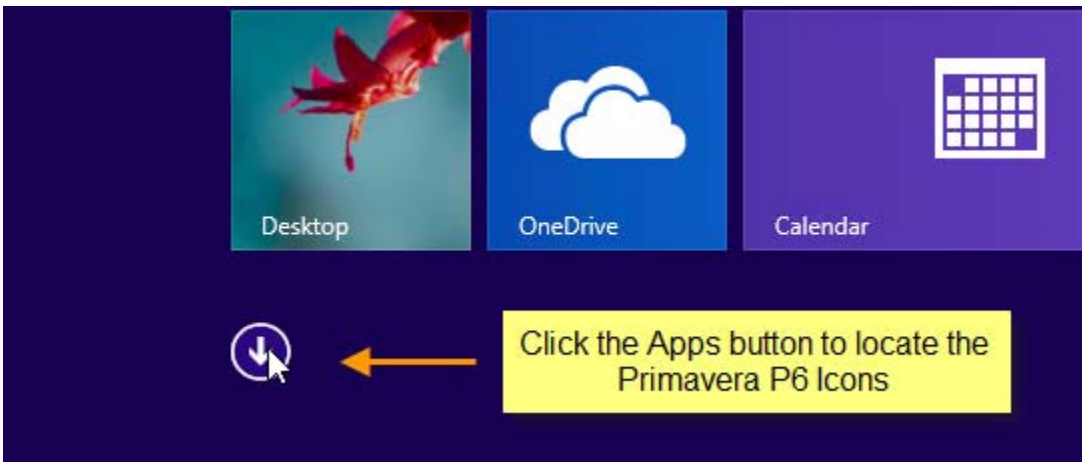 Desktop
OneDrive
Calendar
Click the Apps button to locate the
Primavera P6 Icons